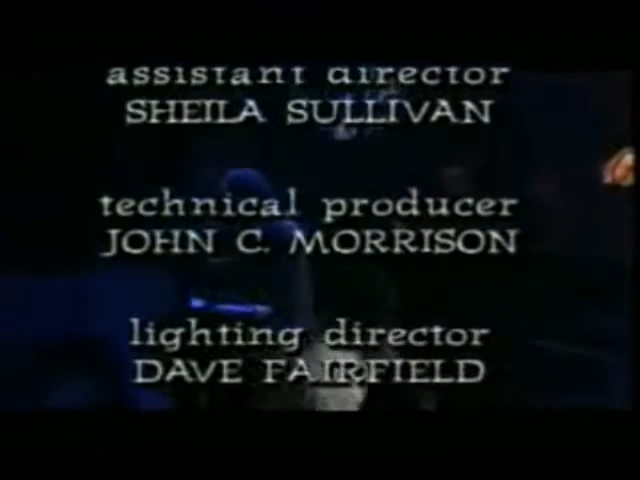 assistant director
SHEILA SULLIVAN
technical producer
JOHN C. MORRISON
lighting director
DAVE FAIRFIELD